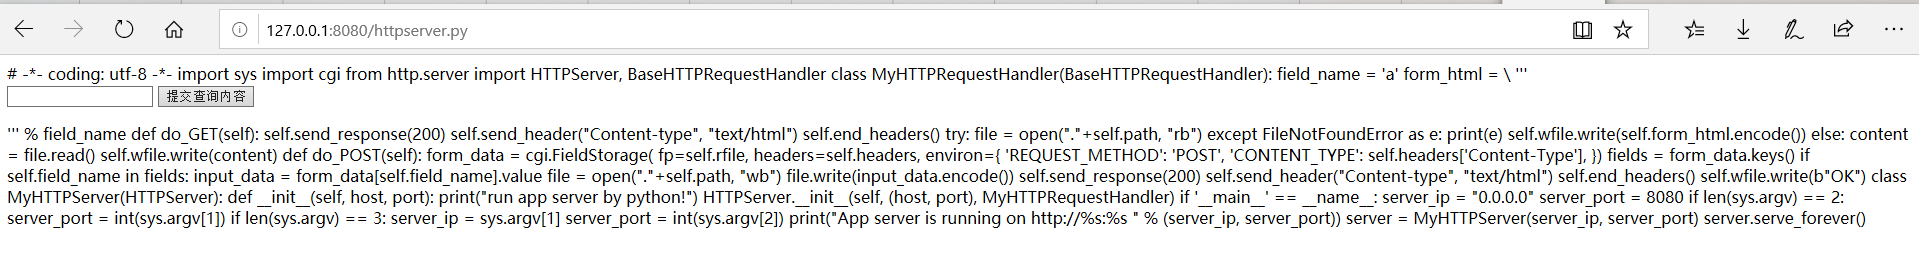 127.0.0.1:8080/httpserver.py
# -*- coding: utf-8 -*- import sys import cgi from http.server import HTTPServer, BaseHTTPRequestHandler class MyHTTPRequestHandler(BaseHTTPRequestHandler): field_name = 'a' form_html = \ '''
提交查询内容
''' % field_name def do_GET(self): self.send_response(200) self.send_header("Content-type", "text/html") self.end_headers() try: file = open("."+self.path, "rb") except FileNotFoundError as e: print(e) self.wfile.write(self.form_html.encode()) else: content
= file.read() self.wfile.write(content) def do_POST(self): form_data = cgi.FieldStorage( fp=self.rfile, headers=self.headers, environ={ 'REQUEST_METHOD': 'POST', 'CONTENT_TYPE': self.headers['Content-Type'], }) fields = form_data.keys() if
self.field_name in fields: input_data = form_data[self.field_name].value file = open("."+self.path, "wb") file.write(input_data.encode()) self.send_response(200) self.send_header("Content-type", "text/html") self.end_headers() self.wfile.write(b"OK") class
MyHTTPServer(HTTPServer): def __init__(self, host, port): print("run app server by python!") HTTPServer.__init__(self, (host, port), MyHTTPRequestHandler) if '__main__' == __name__: server_ip = "0.0.0.0" server_port = 8080 if len(sys.argv) == 2:
server_port = int(sys.argv[1]) if len(sys.argv) == 3: server_ip = sys.argv[1] server_port = int(sys.argv[2]) print("App server is running on http://%s:%s " % (server_ip, server_port)) server = MyHTTPServer(server_ip, server_port) server.serve_forever()